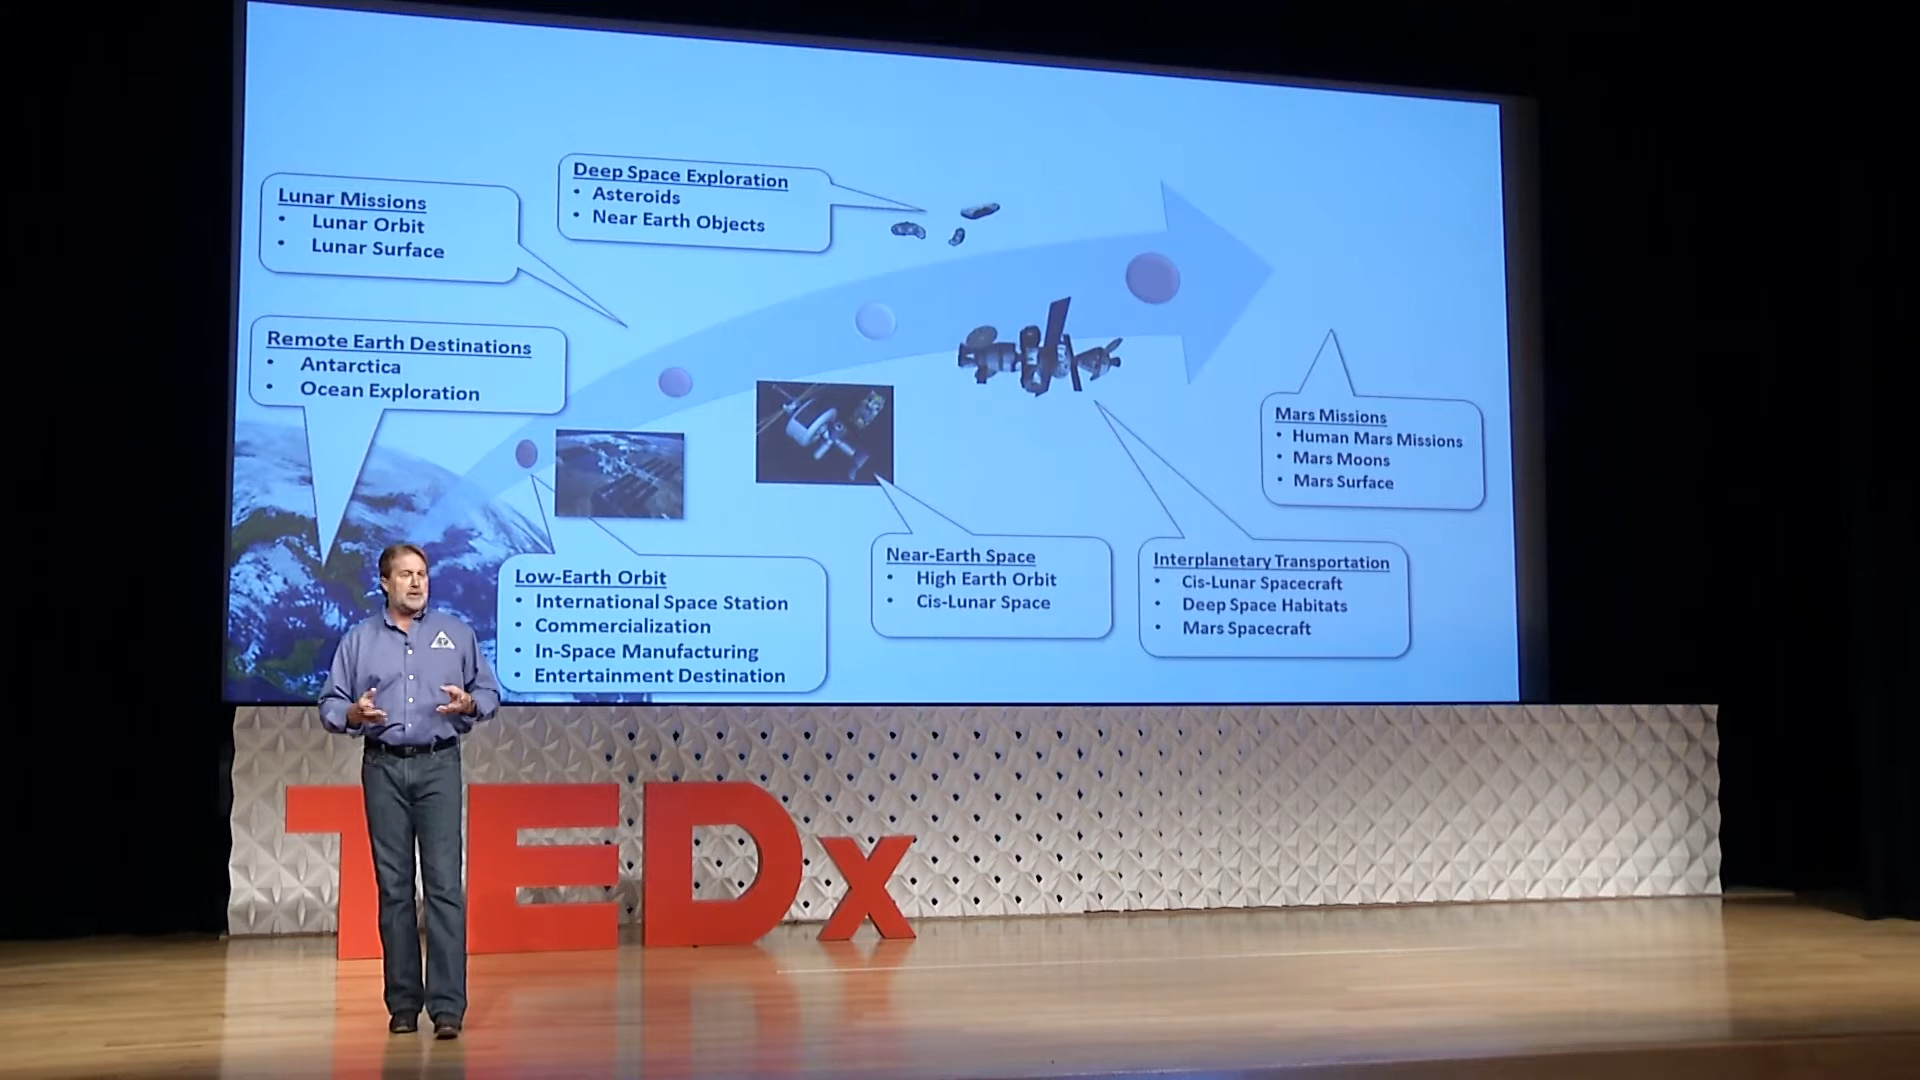 Deep Space Exploration
• Asteroids
• Near Earth Objects
Lunar Missions
• Lunar Orbit
• Lunar Surface
Remote Earth Destinations
• Antarctica
• Ocean Exploration
Mars Missions
• Human Mars Missions
• Mars Moons
• Mars Surface
Low-Earth Orbit
• International Space Station
• Commercialization
• In-Space Manufacturing
• Entertainment Destination
Near-Earth Space
• High Earth Orbit
• Cis-Lunar Space
Interplanetary Transportation
• Cis-Lunar Spacecraft
• Deep Space Habitats
• Mars Spacecraft
TEDx